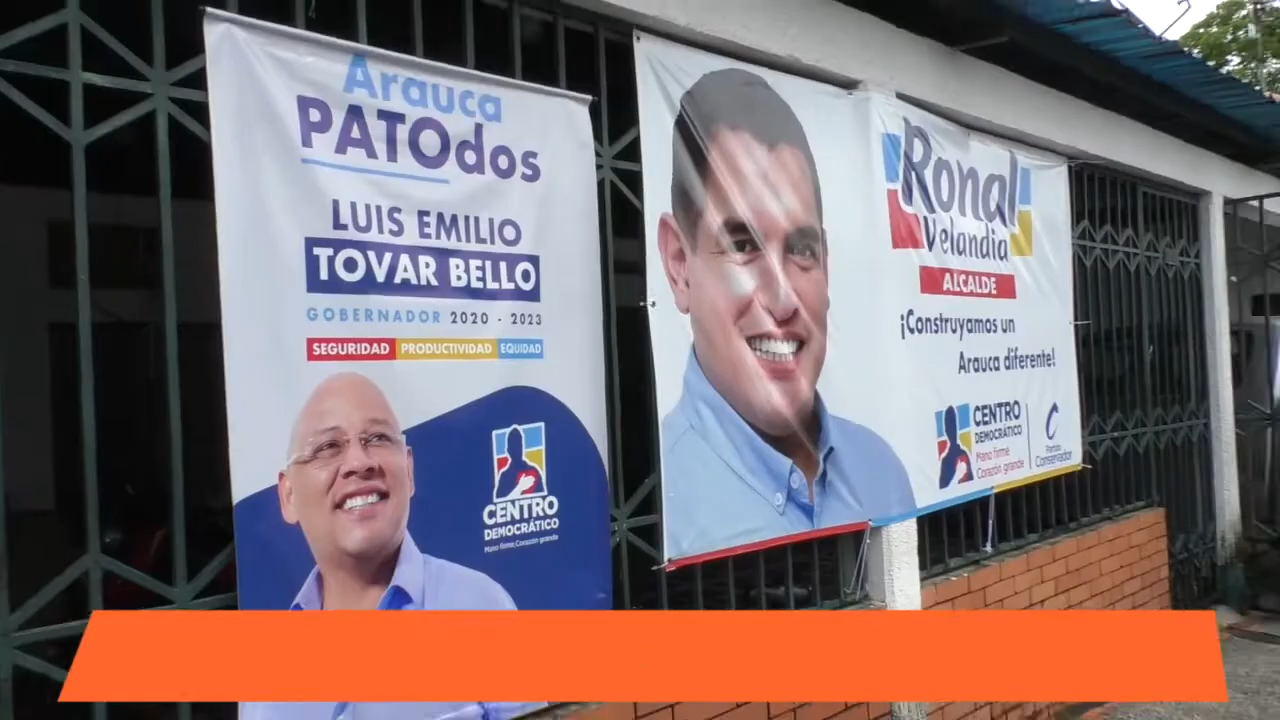 Arauca
PATOdos
LUIS EMILIO
TOVAR BELLO
GOBERNADOR 2020 - 2023
SEGURIDAD PRODUCTIVIDAD EQUIDAD
CENTRO
DEMOCRÁTICO
Mano firme, Corazón grande
Ronal
Velandia
ALCALDE
¡Construyamos un
Arauca diferente!
CENTRO
DEMOCRÁTICO
Mano firme
Corazón grande
Partido
Conservador